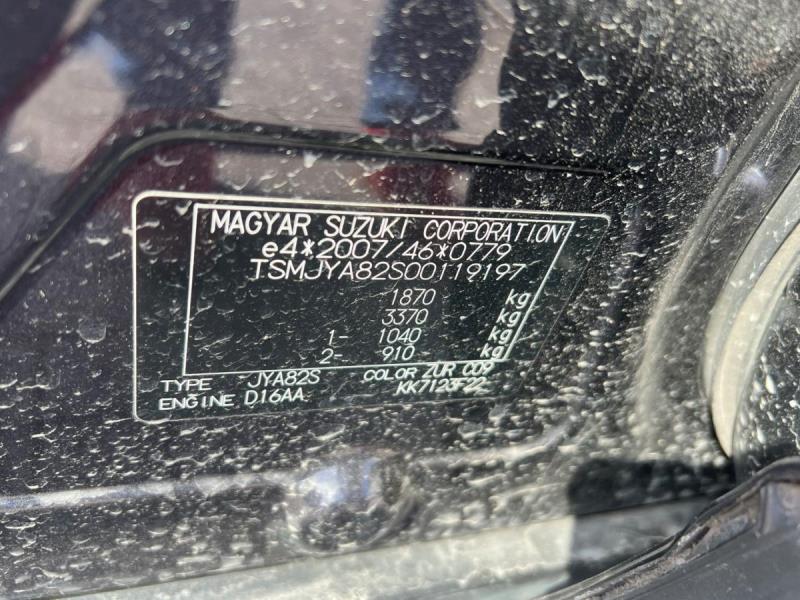 MAGYAR SUZUKI CORPORATION
e4*2007/46*0779
TSMJYA82S00119197
1870 kg
3370 kg
1- 1040 kg
2- 910 kg
TYPE JYA82S COLOR ZUR C09
ENGINE D16AA KK7123F22